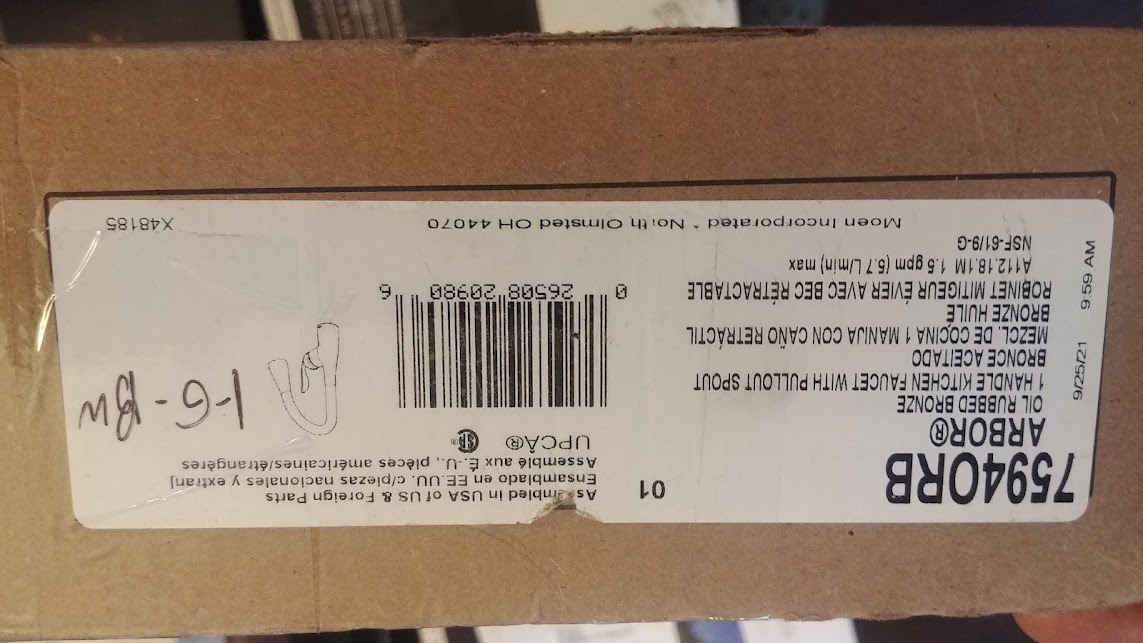 7594ORB
ARBOR®
OIL RUBBED BRONZE
1 HANDLE KITCHEN FAUCET WITH PULLOUT SPOUT
BRONCE ACEITADO
MEZCL. DE COCINA 1 MANIJA CON CAÑO RETRÁCTIL
BRONZE HUILÉ
ROBINET MITIGEUR ÉVIER AVEC BEC RÉTRACTABLE
A112.18.1M 1.5 gpm (5.7 L/min) max
NSF-61/9-G
9/25/21 9:59 AM
01
Assembled in USA of US & Foreign Parts
Ensamblado en EE.UU. c/piezas nacionales y extranj
Assemblé aux É.-U., pièces américaines/étrangères
UPCÂ® SA®
0 26508 20980 6
1-G-BW
Moen Incorporated * North Olmsted OH 44070
X48185